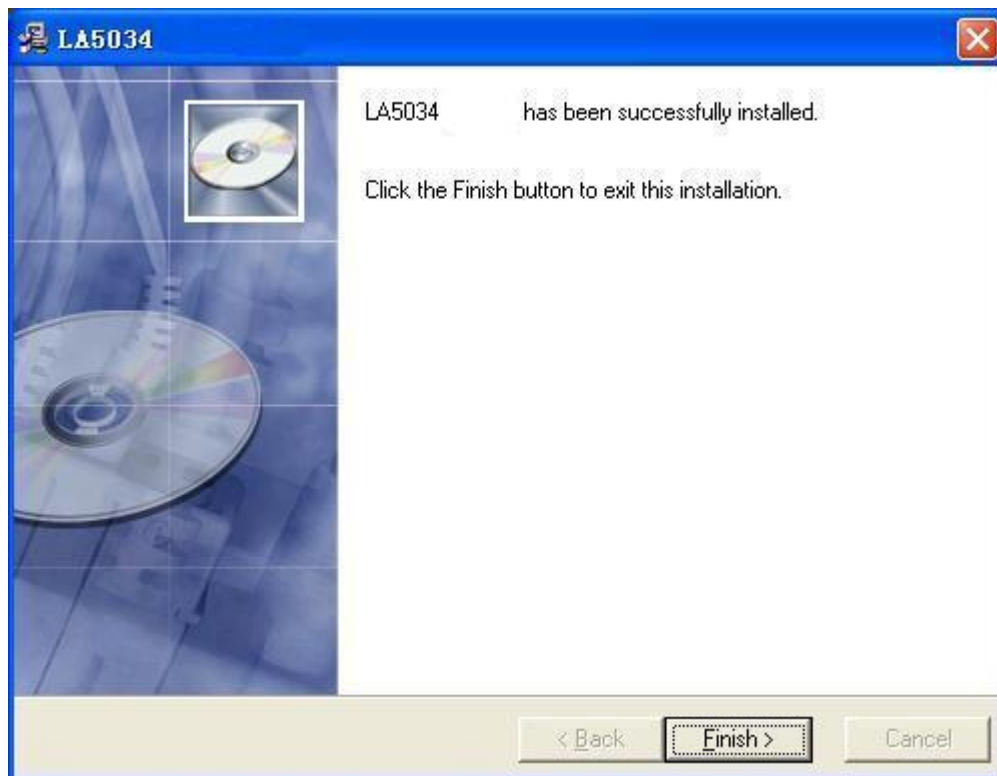 LA5034
LA5034 has been successfully installed.
Click the Finish button to exit this installation.
< Back
Finish >
Cancel